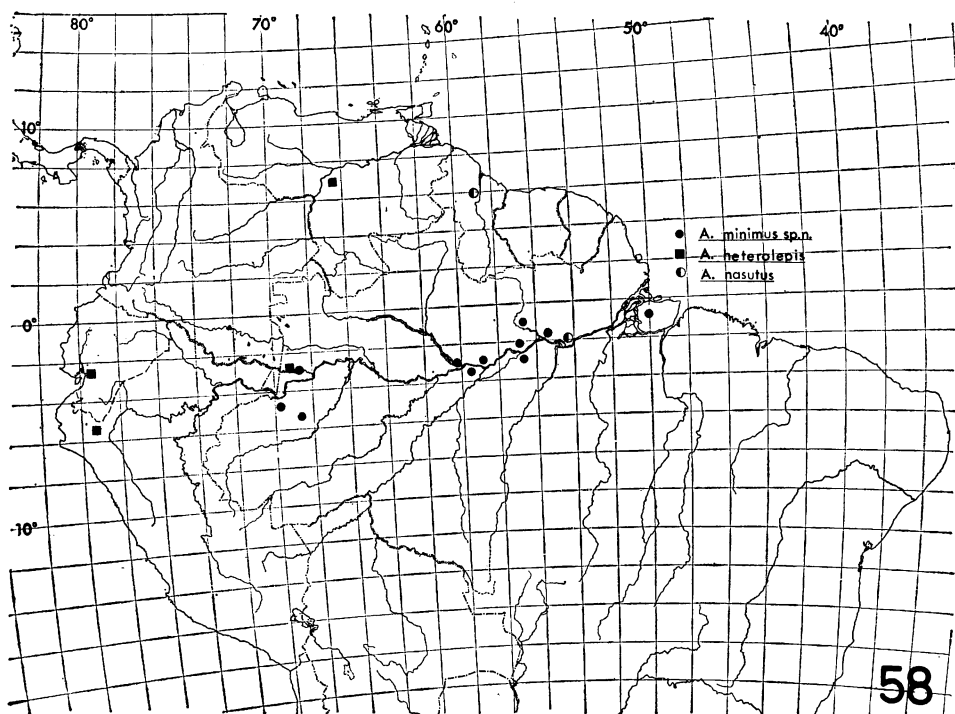 80° 70° 60° 50° 40°
10°
A. minimus sp.n.
A. heterolepis
A. nasutus
0°
10°
58